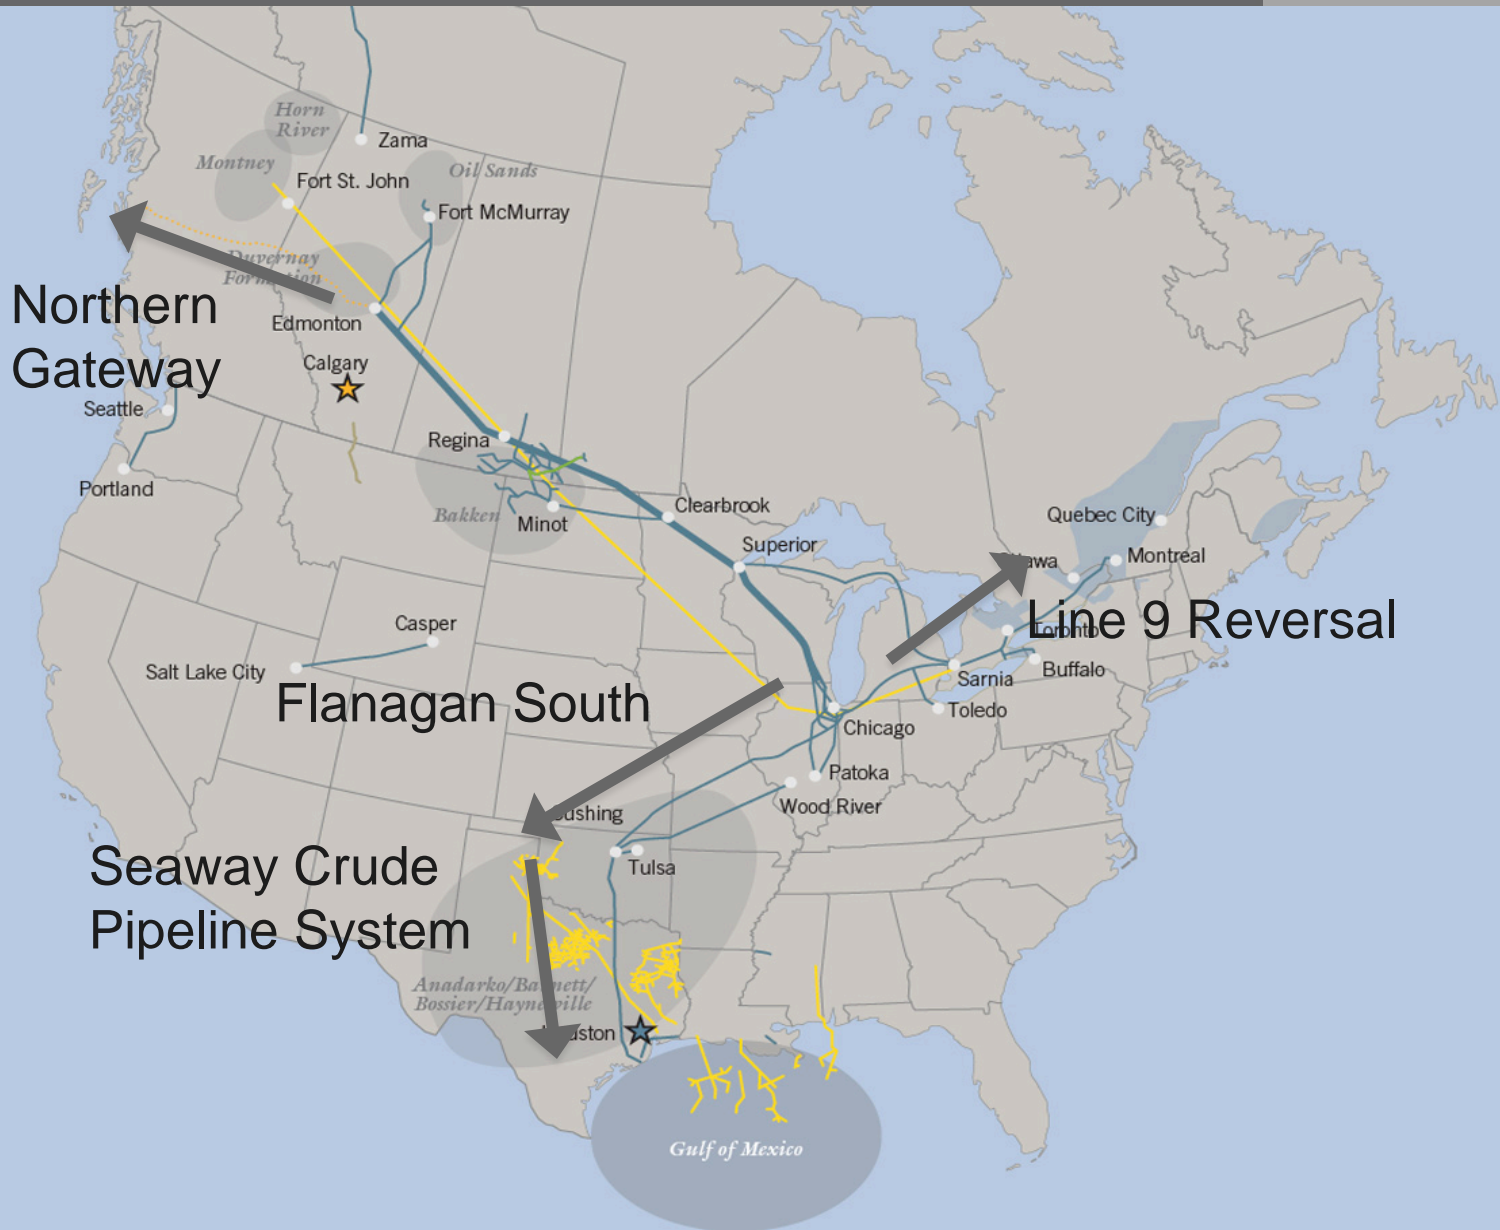 Horn
River
Zama
Montney
Oil Sands
Fort St. John
Fort McMurray
Duvernay
Northern
Gateway
Edmonton
Calgary
Seattle
Regina
Portland
Bakken
Minot
Clearbrook
Superior
Quebec City
Montreal
Line 9 Reversal
Toronto
Casper
Salt Lake City
Buffalo
Sarnia
Flanagan South
Toledo
Chicago
Patoka
Wood River
Tulsa
Seaway Crude
Pipeline System
Gulf of Mexico